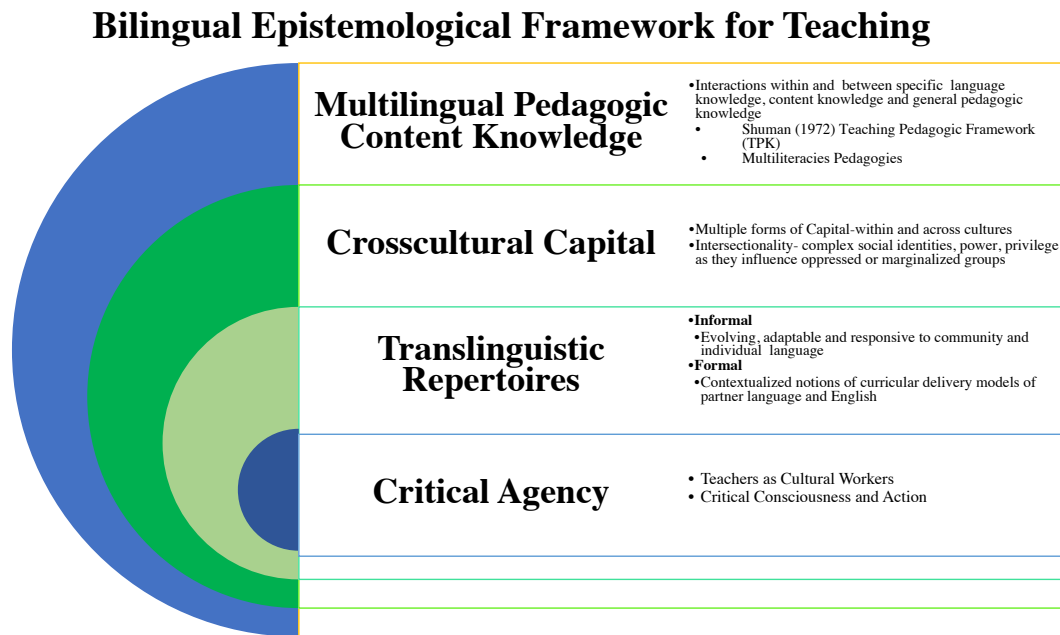 Bilingual Epistemological Framework for Teaching
Multilingual Pedagogic
Content Knowledge
•Interactions within and between specific language
knowledge, content knowledge and general pedagogic
knowledge
• Shuman (1972) Teaching Pedagogic Framework
(TPK)
• Multiliteracies Pedagogies
Crosscultural Capital
•Multiple forms of Capital-within and across cultures
•Intersectionality- complex social identities, power, privilege
as they influence oppressed or marginalized groups
Translinguistic
Repertoires
•Informal
•Evolving, adaptable and responsive to community and
individual language
•Formal
•Contextualized notions of curricular delivery models of
partner language and English
Critical Agency
• Teachers as Cultural Workers
• Critical Consciousness and Action